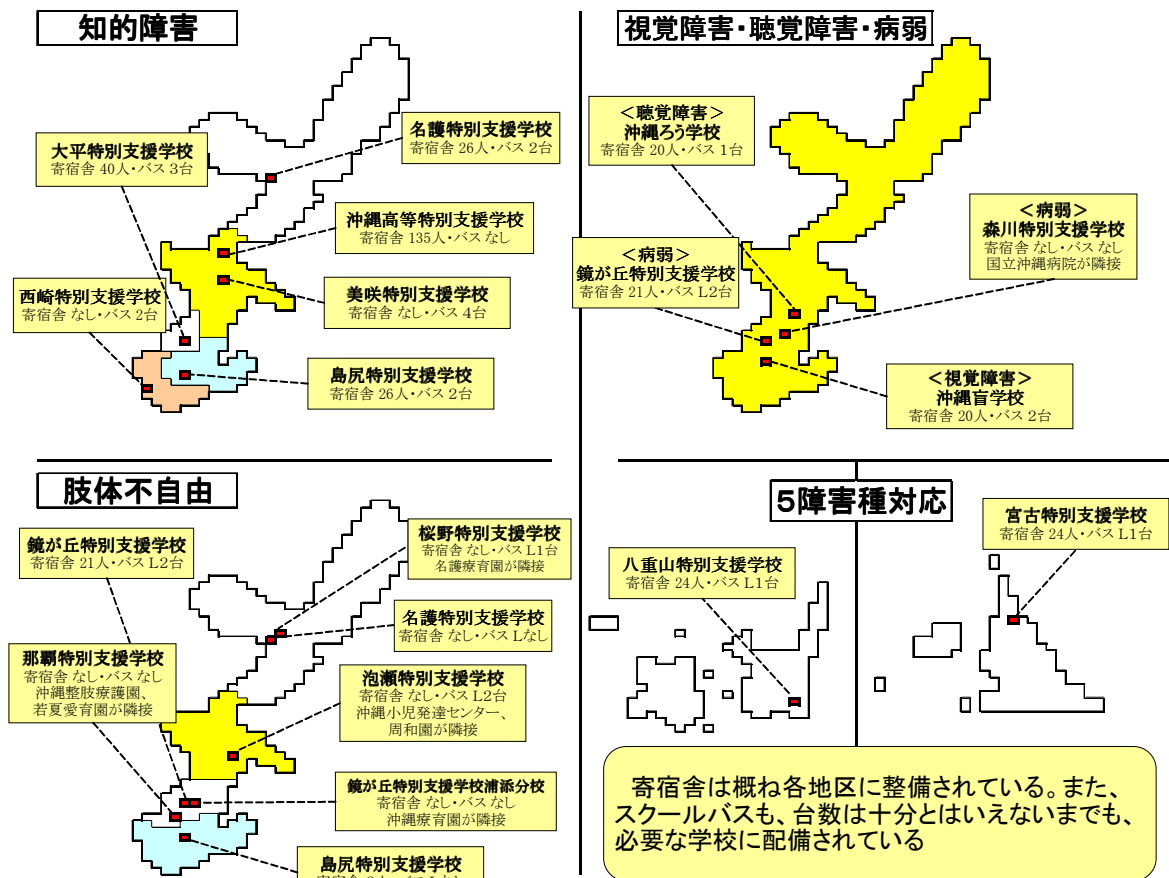 知的障害
名護特別支援学校
寄宿舎 26人・バス 2台
大平特別支援学校
寄宿舎 40人・バス 3台
沖縄高等特別支援学校
寄宿舎 135人・バス なし
美咲特別支援学校
寄宿舎 なし・バス 4台
西崎特別支援学校
寄宿舎 なし・バス 2台
島尻特別支援学校
寄宿舎 26人・バス 2台
視覚障害・聴覚障害・病弱
＜聴覚障害＞
沖縄ろう学校
寄宿舎 20人・バス 1台
＜病弱＞
森川特別支援学校
寄宿舎 なし・バス なし
国立沖縄病院が隣接
＜病弱＞
鏡が丘特別支援学校
寄宿舎 21人・バス L2台
＜視覚障害＞
沖縄盲学校
寄宿舎 20人・バス 2台
肢体不自由
桜野特別支援学校
寄宿舎 なし・バス L1台
名護療育園が隣接
鏡が丘特別支援学校
寄宿舎 21人・バス L2台
名護特別支援学校
寄宿舎 なし・バス Lなし
那覇特別支援学校
寄宿舎 なし・バス なし
沖縄整肢療護園、
若夏愛育園が隣接
泡瀬特別支援学校
寄宿舎 なし・バス L2台
沖縄小児発達センター、
周和園が隣接
鏡が丘特別支援学校浦添分校
寄宿舎 なし・バス なし
沖縄療育園が隣接
島尻特別支援学校
5障害種対応
宮古特別支援学校
寄宿舎 24人・バス L1台
八重山特別支援学校
寄宿舎 24人・バス L1台
寄宿舎は概ね各地区に整備されている。また、
スクールバスも、台数は十分とはいえないまでも、
必要な学校に配備されている